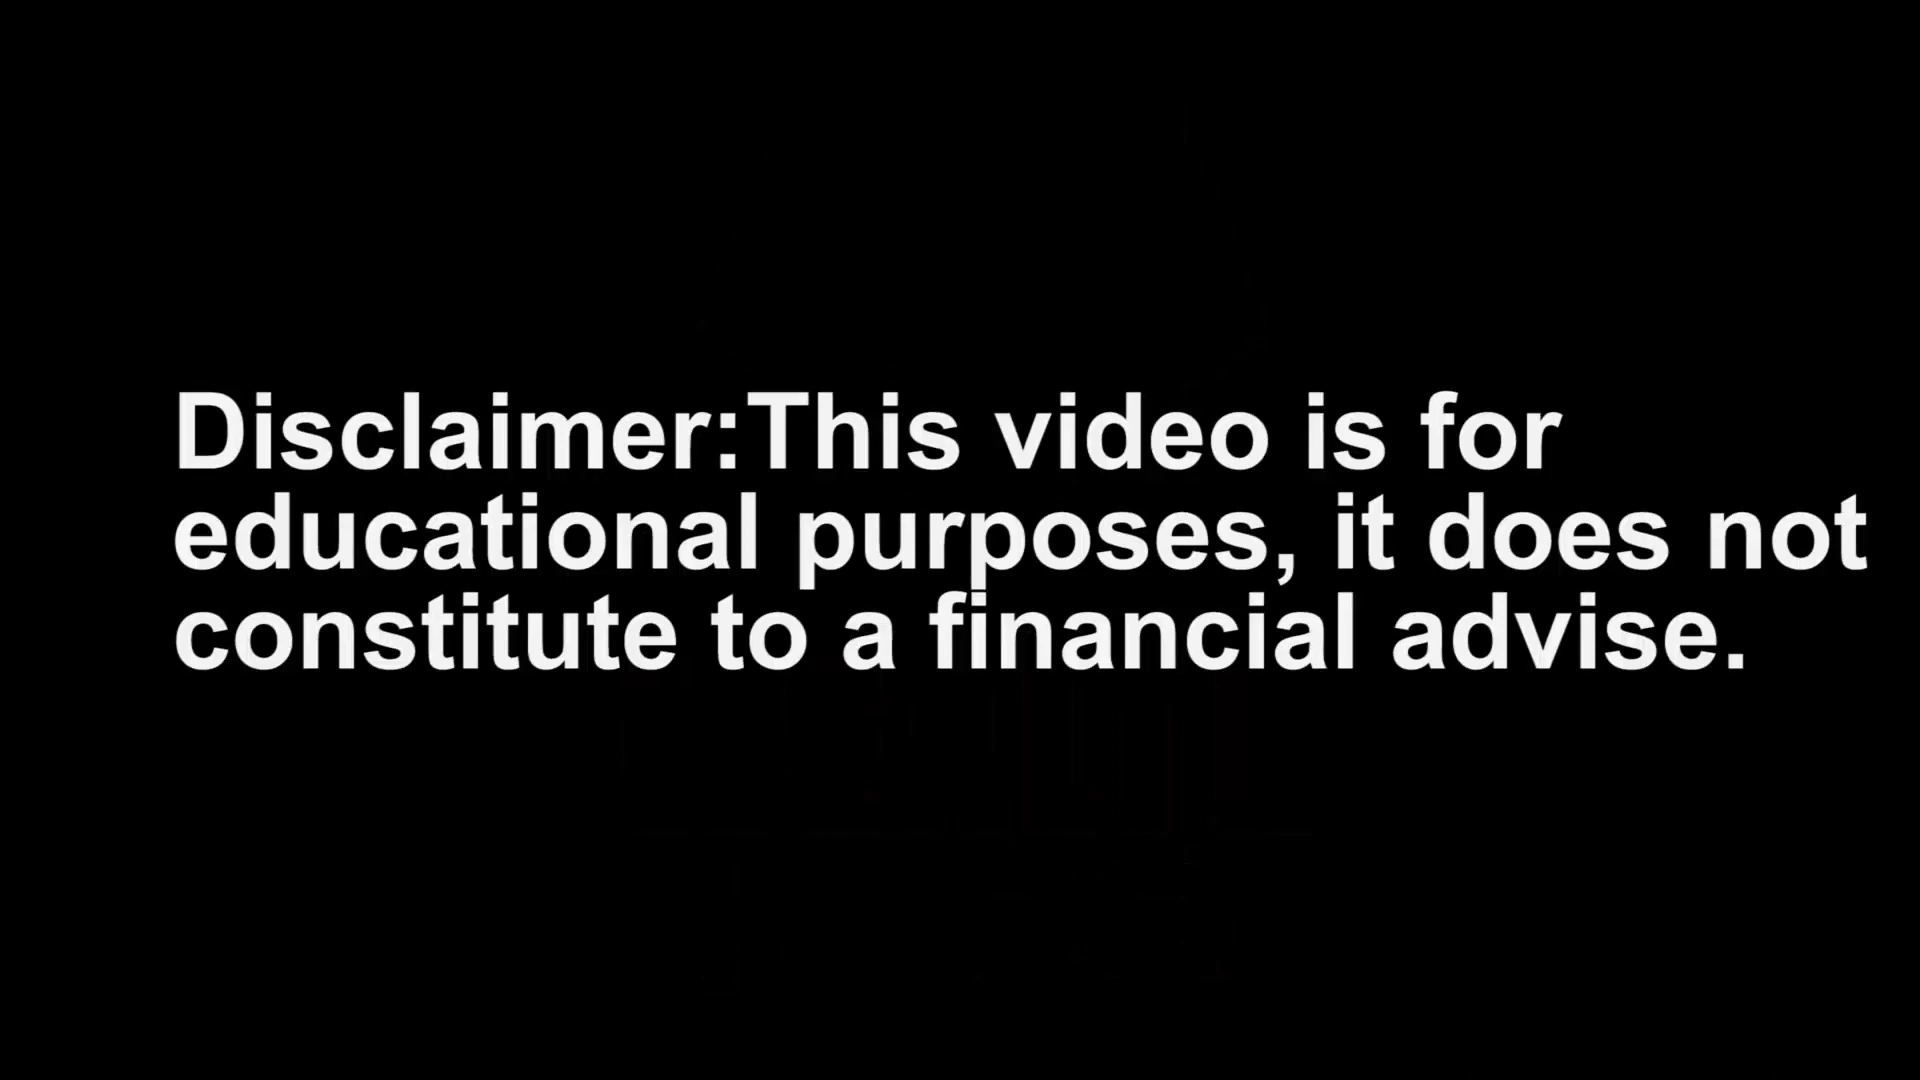 Disclaimer:This video is for
educational purposes, it does not
constitute to a financial advise.